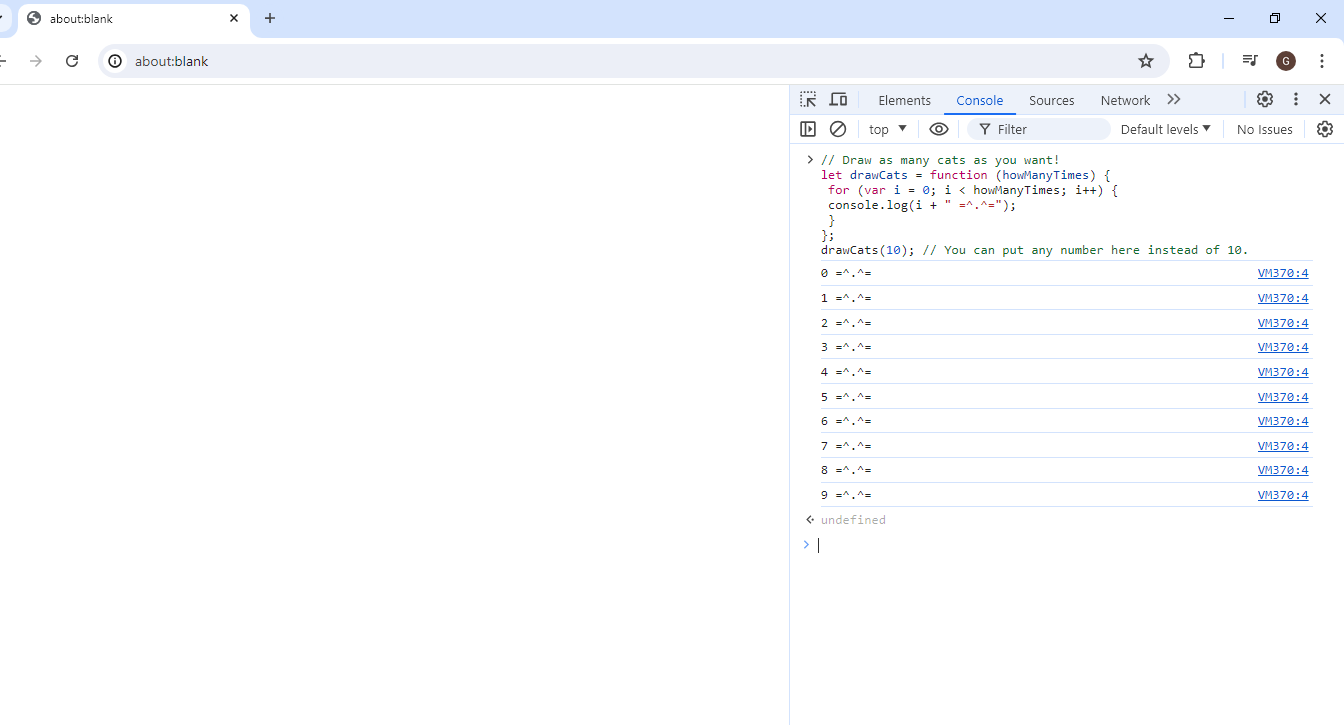 about:blank
about:blank
G
Elements Console Sources Network
top Filter Default levels No Issues
// Draw as many cats as you want!
let drawCats = function (howManyTimes) {
for (var i = 0; i < howManyTimes; i++) {
console.log(i + " =^.^=");
}
};
drawCats(10); // You can put any number here instead of 10.
0 =^.^= VM370:4
1 =^.^= VM370:4
2 =^.^= VM370:4
3 =^.^= VM370:4
4 =^.^= VM370:4
5 =^.^= VM370:4
6 =^.^= VM370:4
7 =^.^= VM370:4
8 =^.^= VM370:4
9 =^.^= VM370:4
undefined